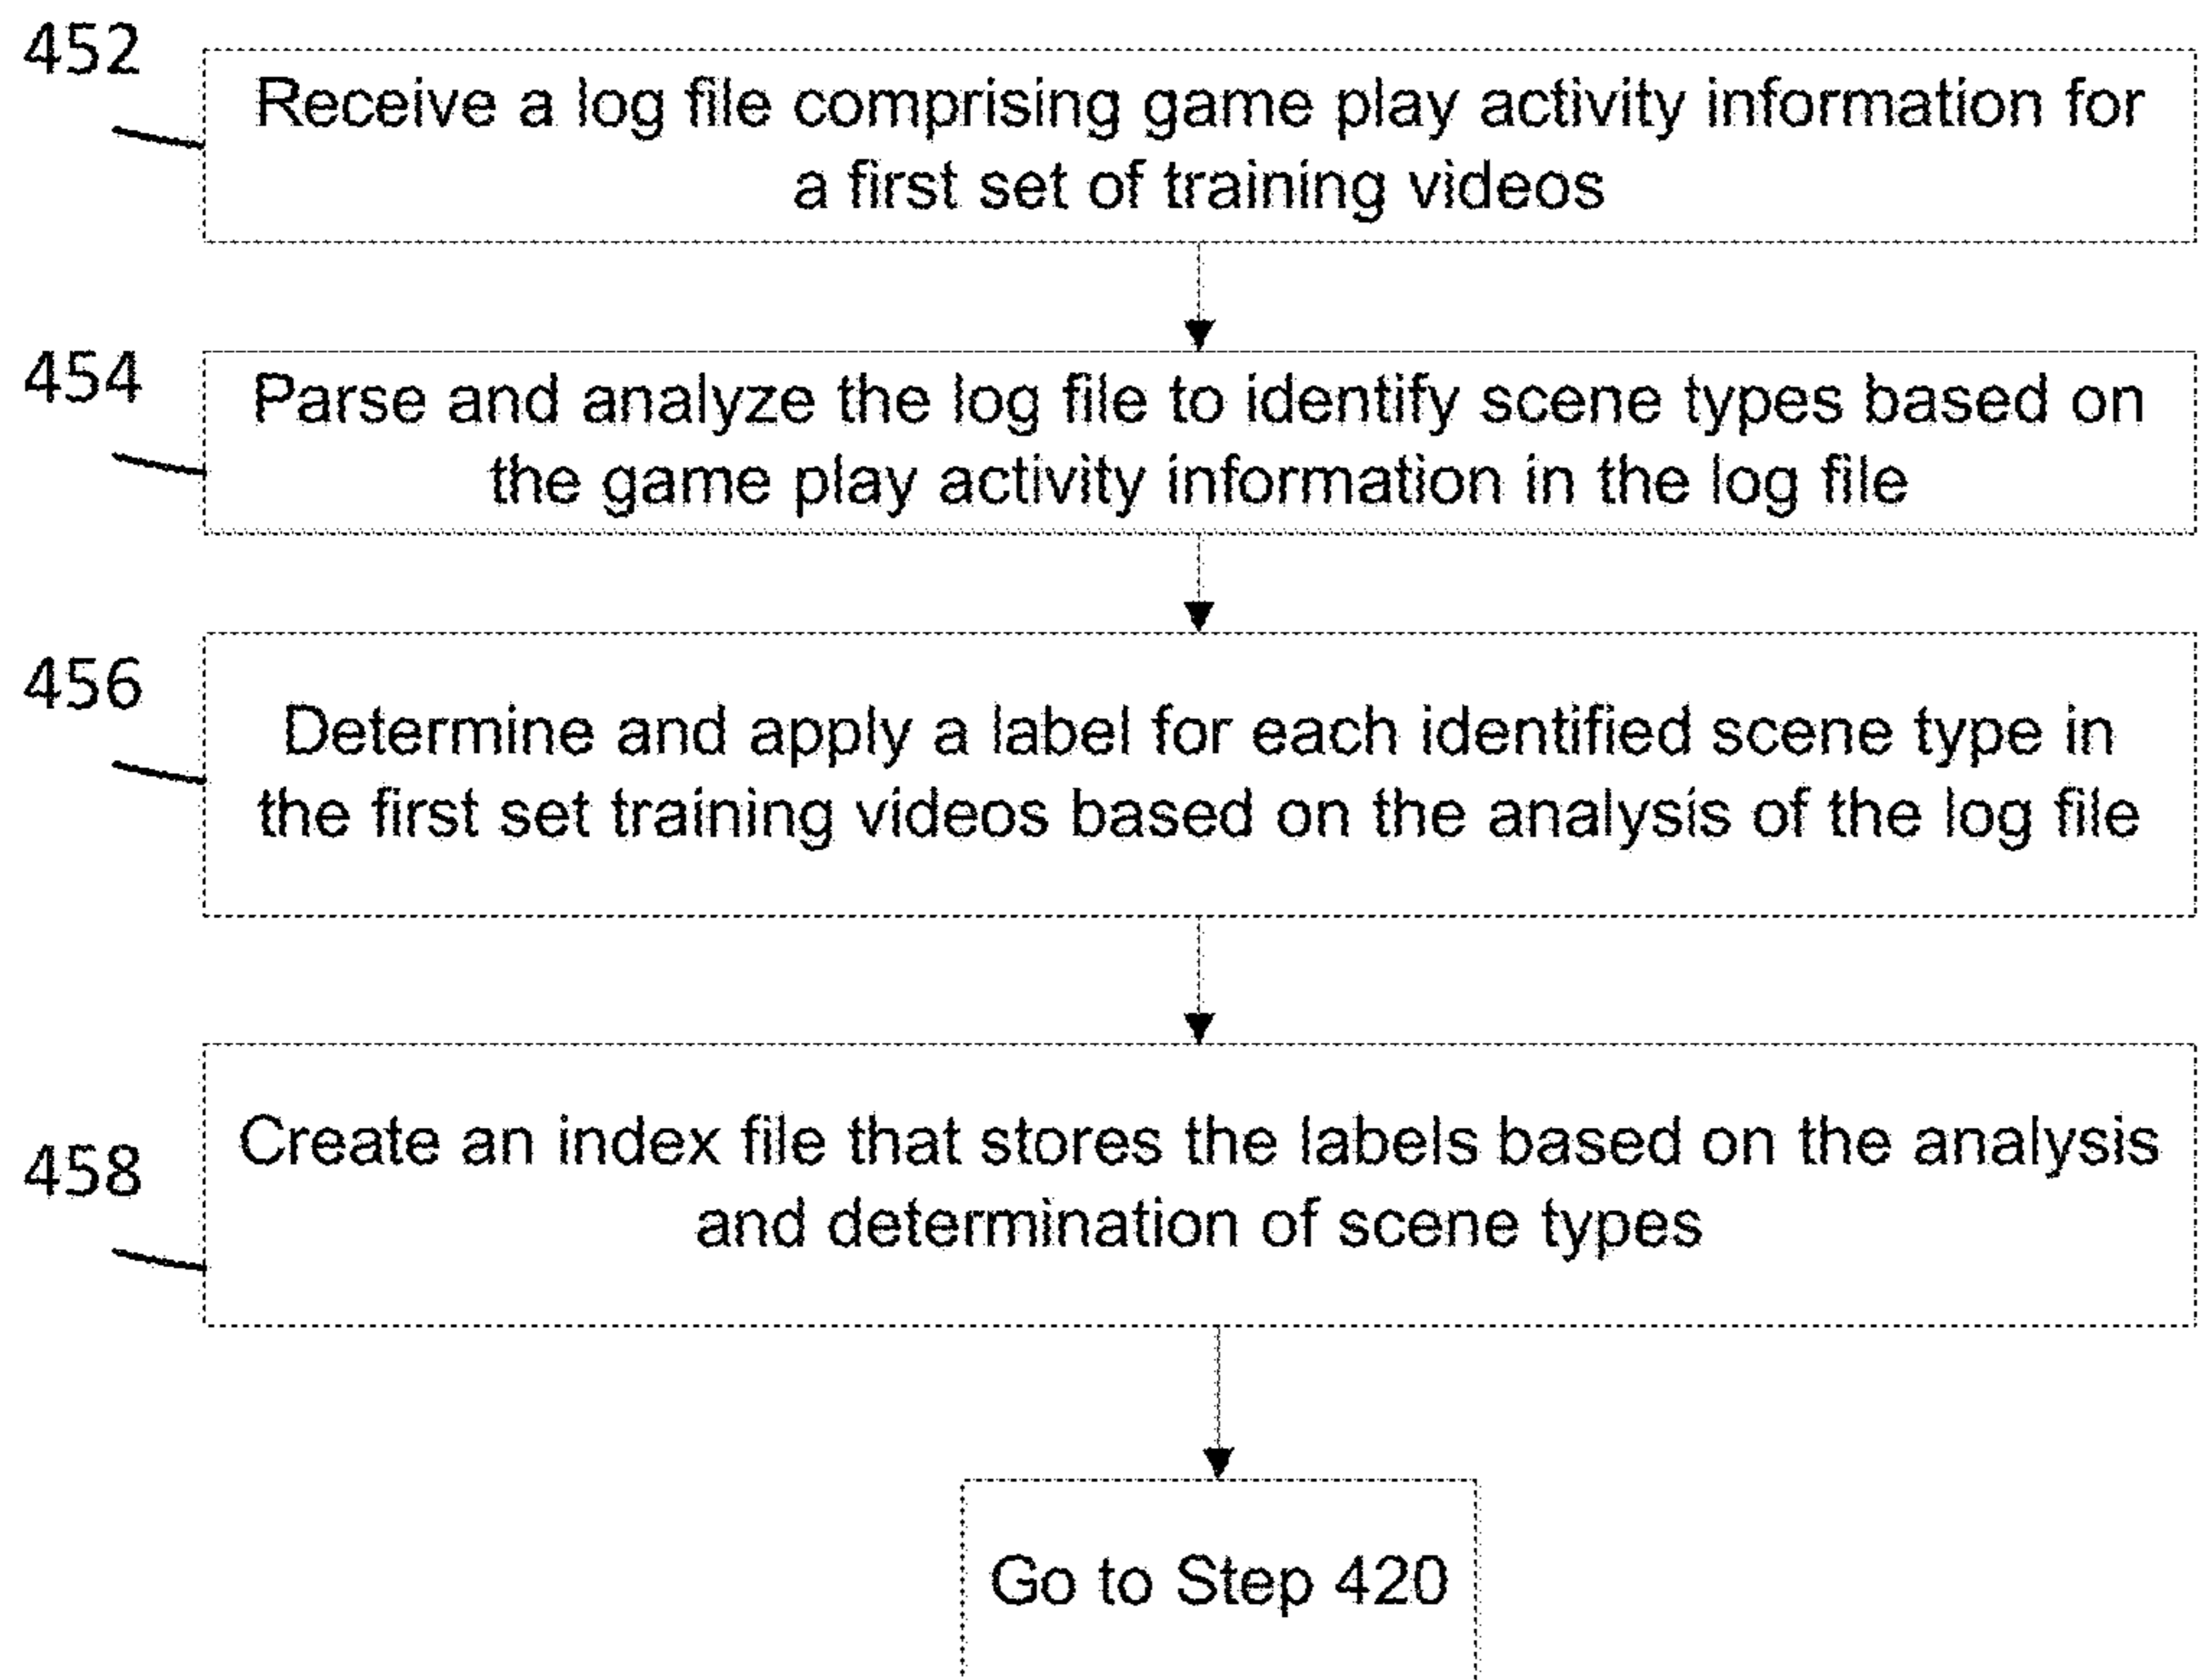 452
Receive a log file comprising game play activity information for
a first set of training videos
454
Parse and analyze the log file to identify scene types based on
the game play activity information in the log file
456
Determine and apply a label for each identified scene type in
the first set training videos based on the analysis of the log file
458
Create an index file that stores the labels based on the analysis
and determination of scene types
Go to Step 420